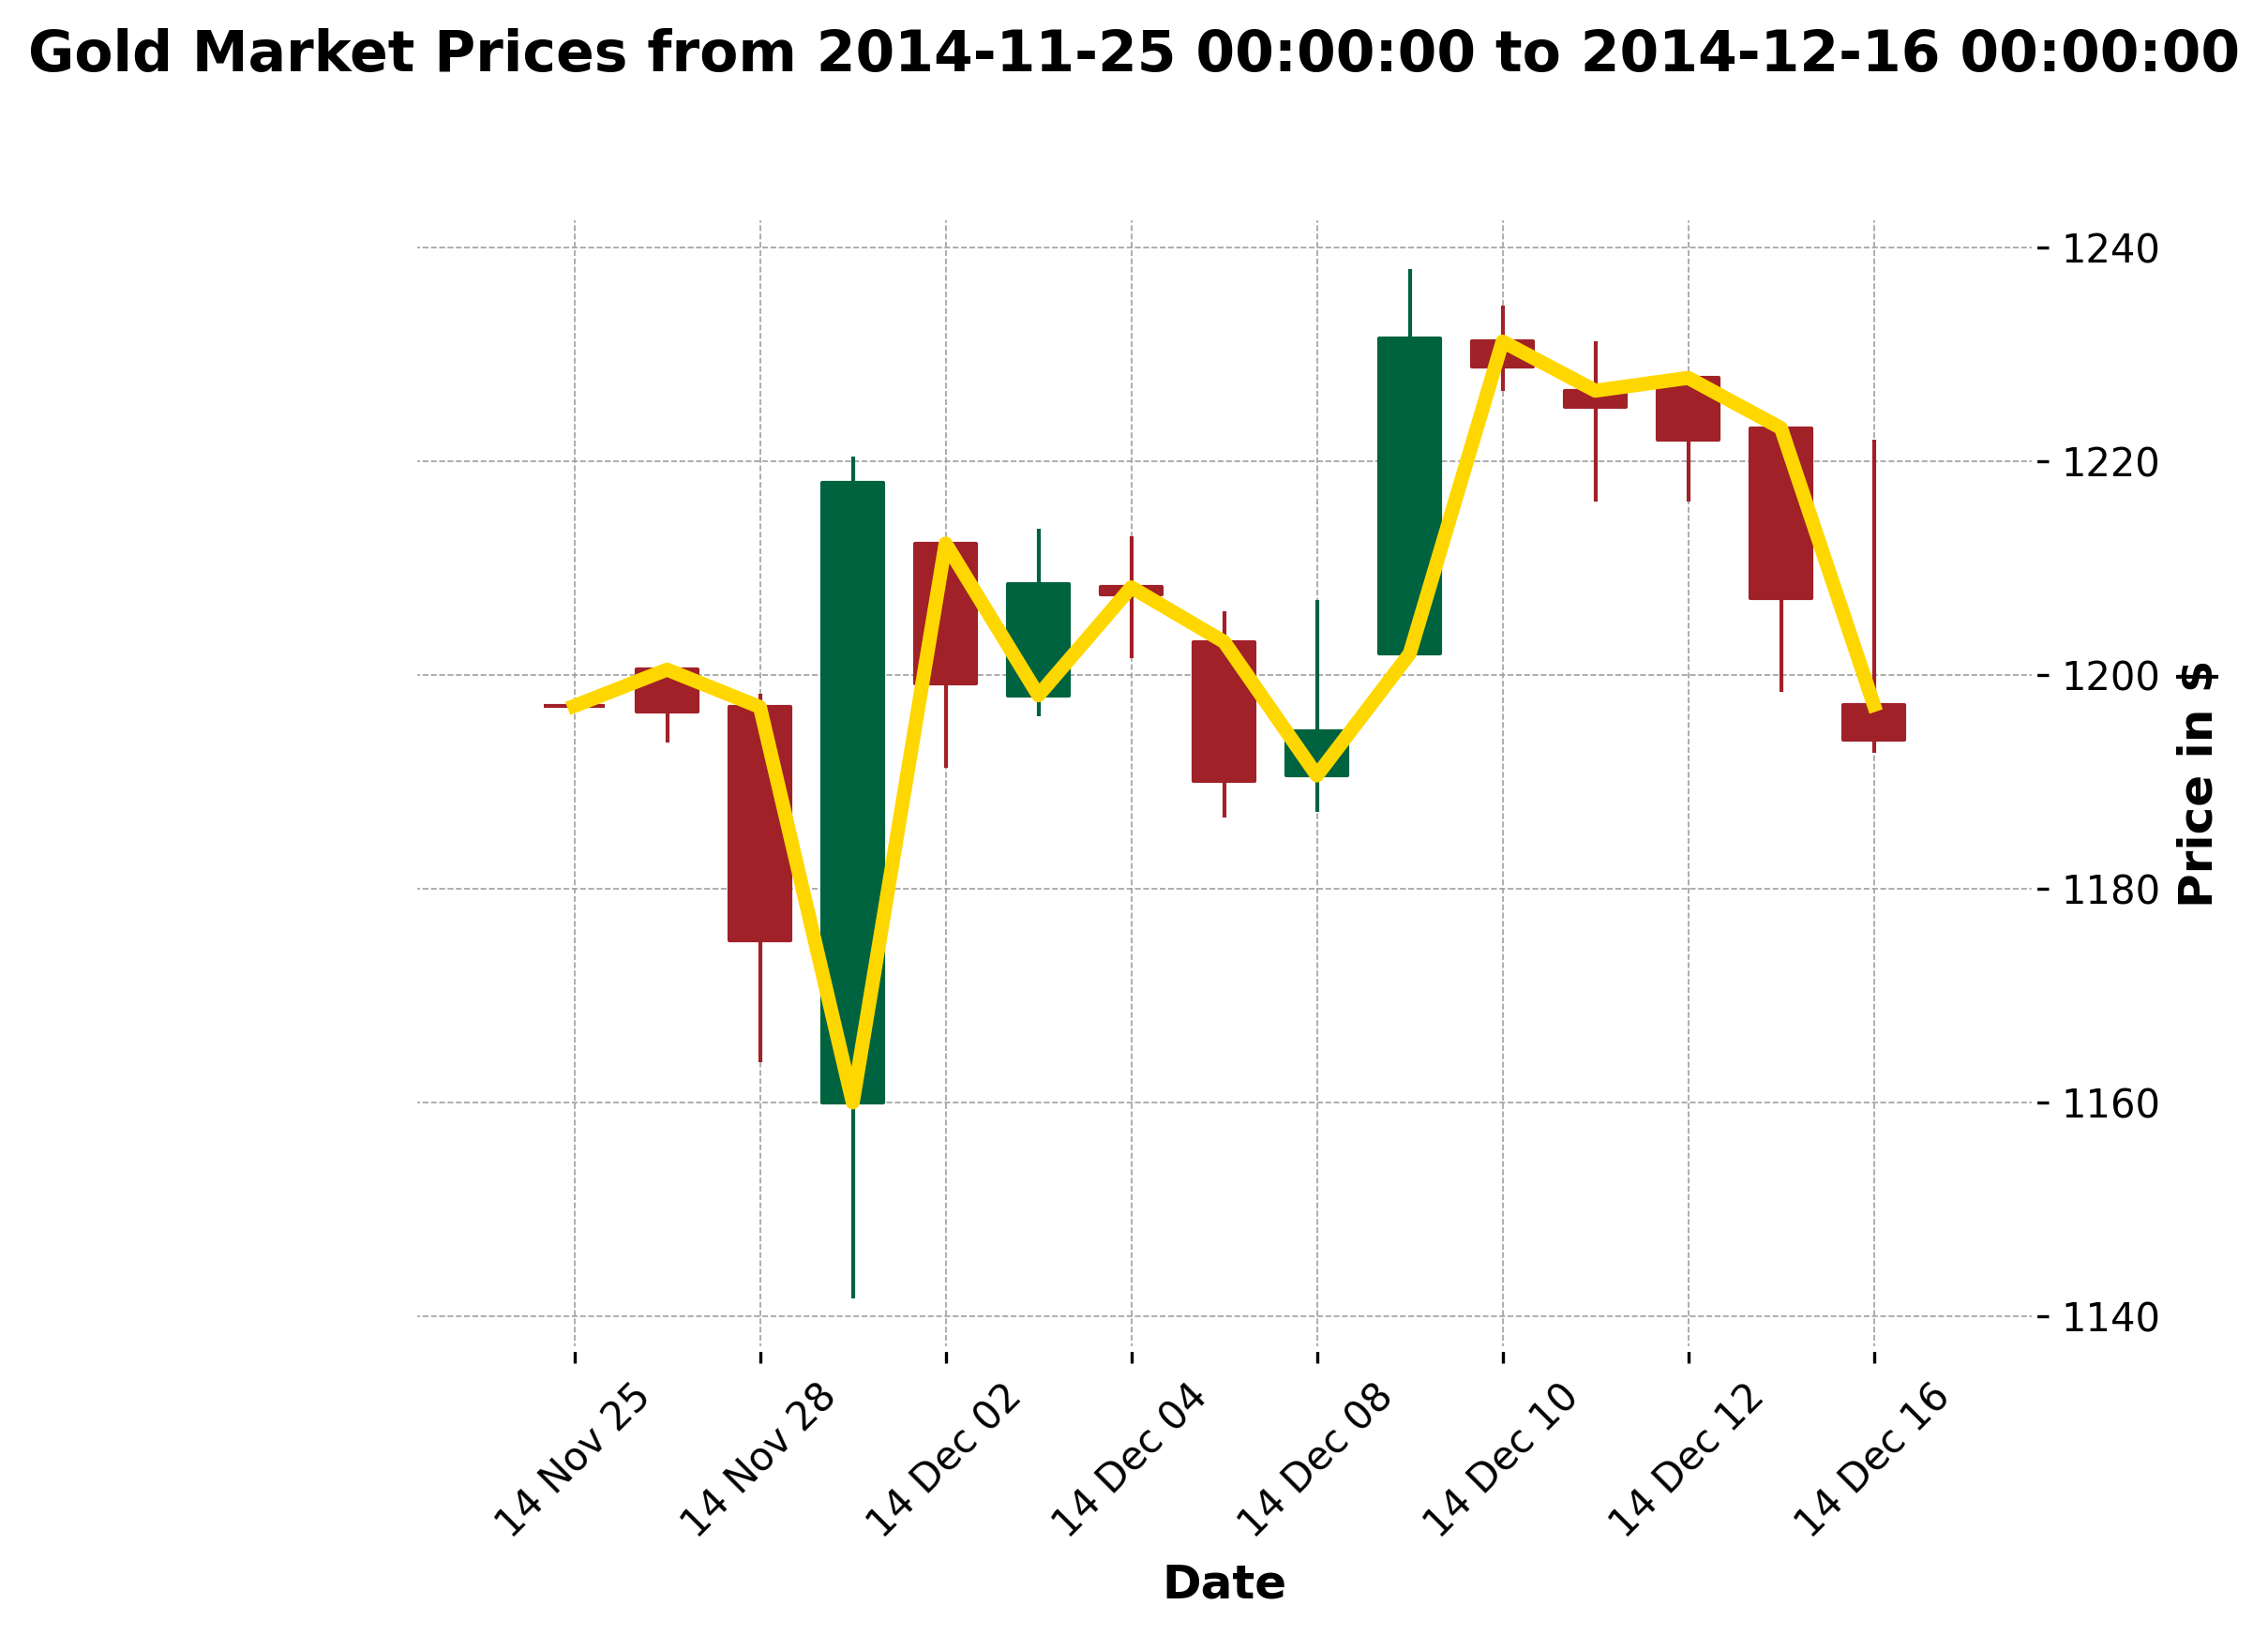 Gold Market Prices from 2014-11-25 00:00:00 to 2014-12-16 00:00:00
1240
1220
1200
1180
1160
1140
Price in $
14 Nov 25
14 Nov 28
14 Dec 02
14 Dec 04
14 Dec 08
14 Dec 10
14 Dec 12
14 Dec 16
Date